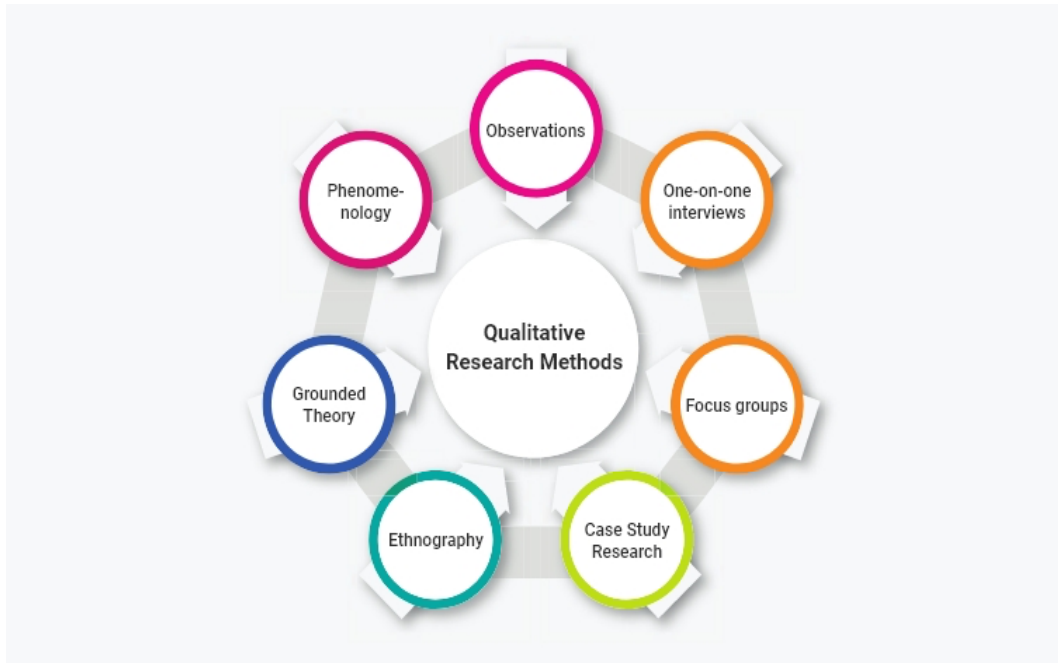 Observations
One-on-one
interviews
Focus groups
Case Study
Research
Ethnography
Grounded
Theory
Phenome-
nology
Qualitative
Research Methods